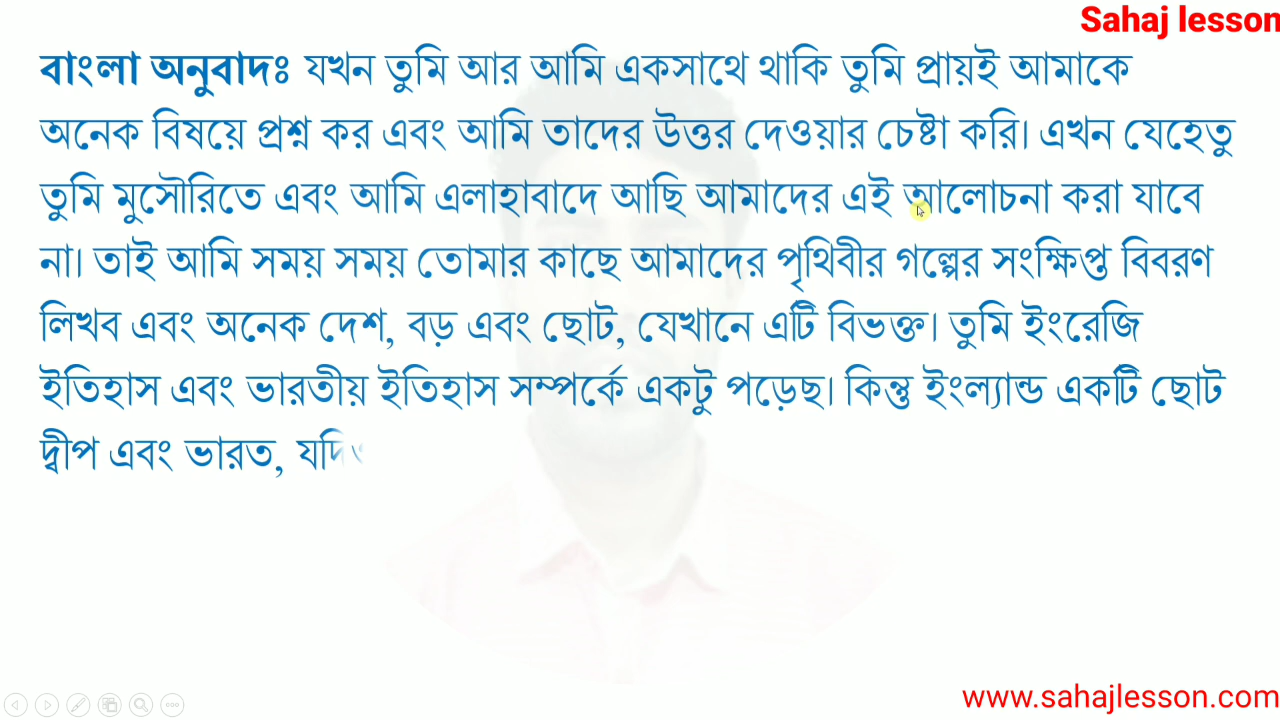 Sahaj lesson
বাংলা অনুবাদঃ যখন তুমি আর আমি একসাথে থাকি তুমি প্রায়ই আমাকে
অনেক বিষয়ে প্রশ্ন কর এবং আমি তাদের উত্তর দেওয়ার চেষ্টা করি। এখন যেহেতু
তুমি মুসৌরিতে এবং আমি এলাহাবাদে আছি আমাদের এই আলোচনা করা যাবে
না। তাই আমি সময় সময় তোমার কাছে আমাদের পৃথিবীর গল্পের সংক্ষিপ্ত বিবরণ
লিখব এবং অনেক দেশ, বড় এবং ছোট, যেখানে এটি বিভক্ত। তুমি ইংরেজি
ইতিহাস এবং ভারতীয় ইতিহাস সম্পর্কে একটু পড়েছ। কিন্তু ইংল্যান্ড একটি ছোট
দ্বীপ এবং ভারত,
www.sahajlesson.com